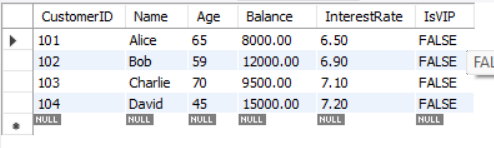 CustomerID Name Age Balance InterestRate IsVIP
101 Alice 65 8000.00 6.50 FALSE
102 Bob 59 12000.00 6.90 FALSE FAL
103 Charlie 70 9500.00 7.10 FALSE
104 David 45 15000.00 7.20 FALSE
NULL NULL NULL NULL NULL NULL